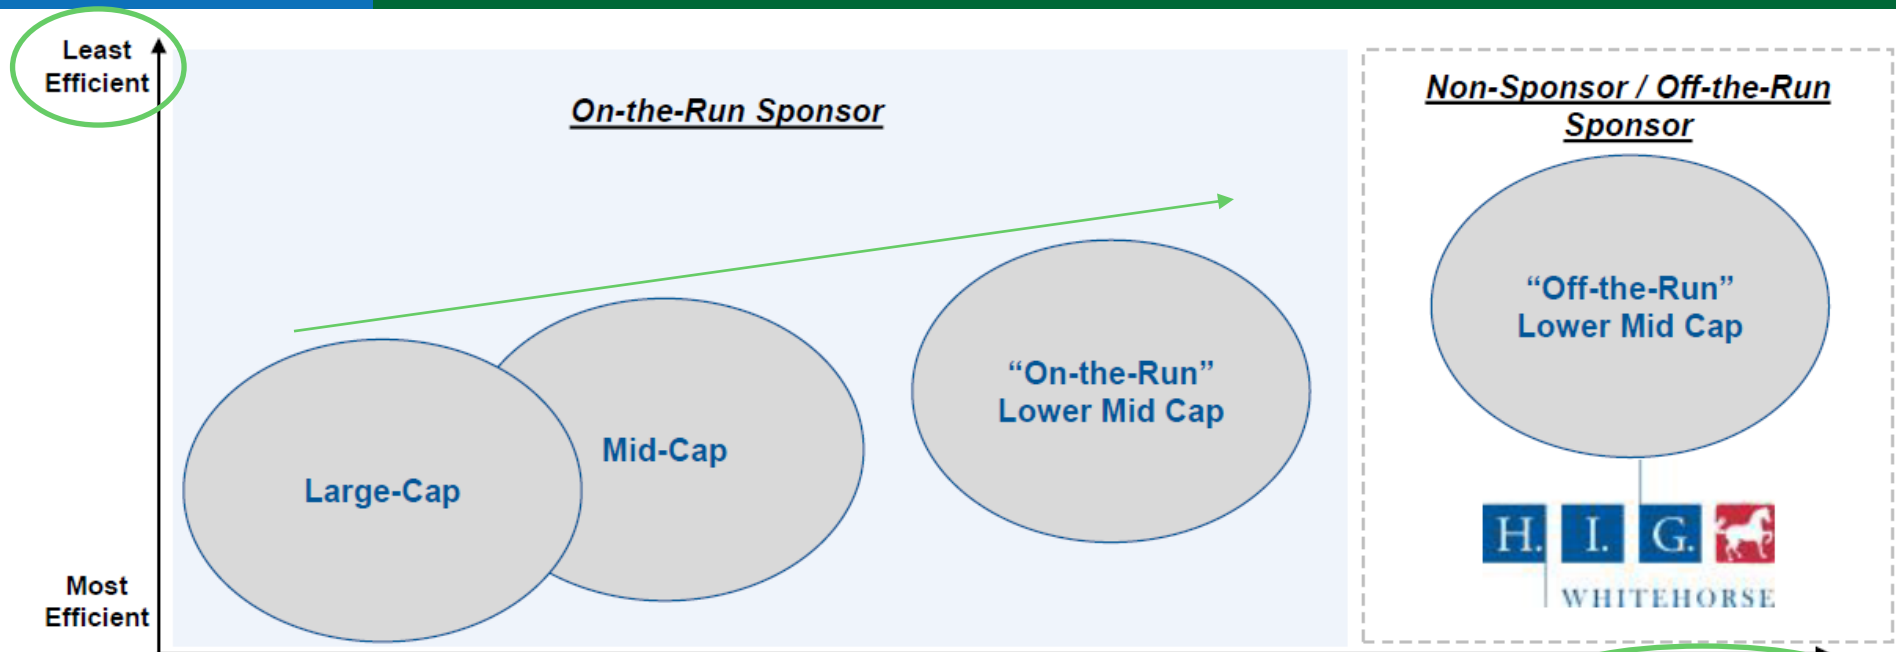 Least
Efficient
On-the-Run Sponsor
Non-Sponsor / Off-the-Run
Sponsor
“Off-the-Run”
Lower Mid Cap
“On-the-Run”
Lower Mid Cap
Mid-Cap
Large-Cap
H. I. G.
WHITEHORSE
Most
Efficient